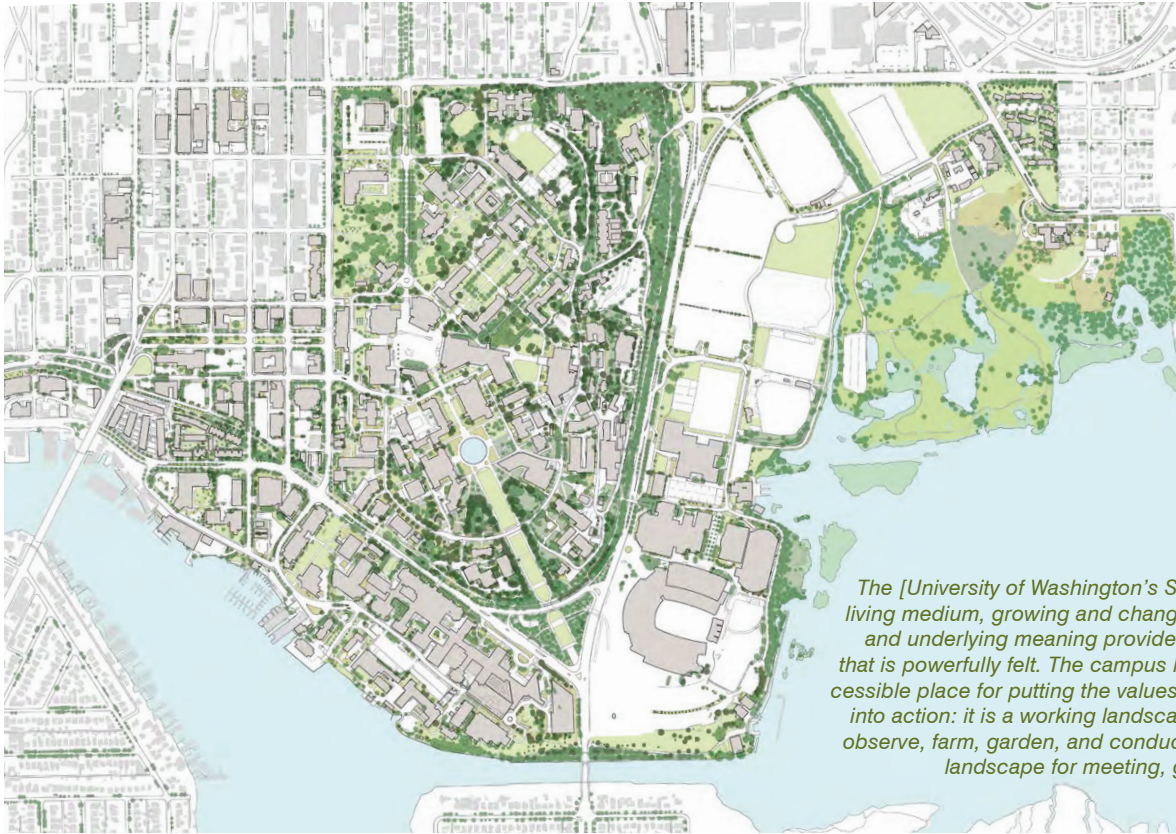 The [University of Washington's S
living medium, growing and chang
and underlying meaning provide
that is powerfully felt. The campus
cessible place for putting the values
into action: it is a working landsca
observe, farm, garden, and conduc
landscape for meeting, g